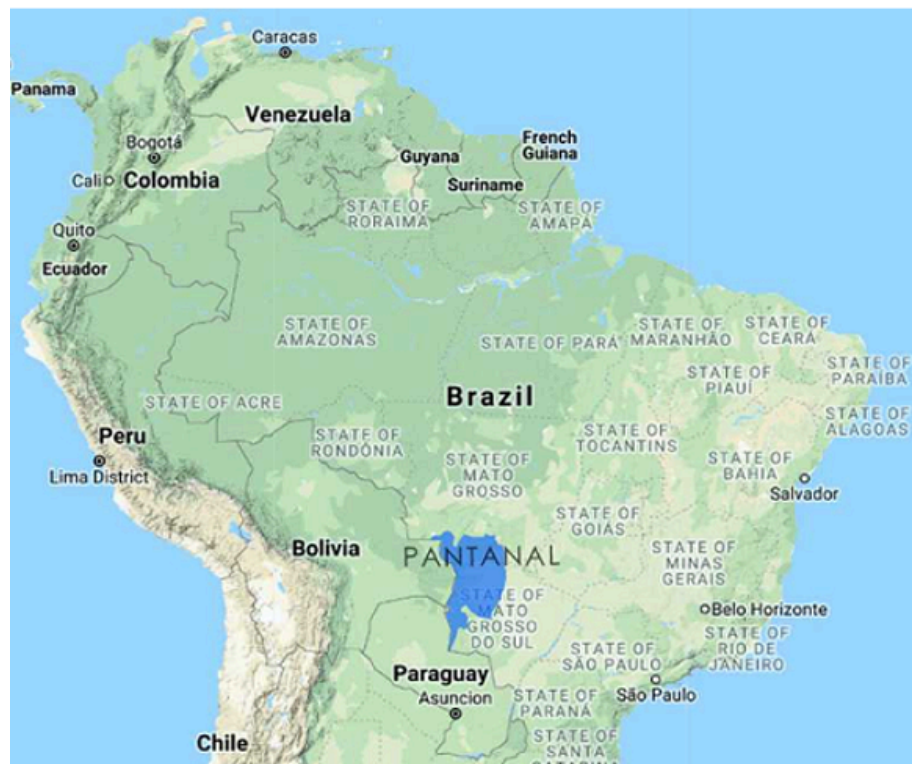 Caracas
Panama
Venezuela
French
Guiana
Bogotá
Guyana
Cali
Colombia
Suriname
STATE OF
RORAIMA
STATE OF
AMAPÁ
Quito
Ecuador
STATE OF
AMAZONAS
STATE OF PARÁ
STATE OF
MARANHÃO
STATE OF
CEARÁ
STATE OF
PARAÍBA
STATE OF
PIAUÍ
Brazil
STATE OF ACRE
STATE OF
ALAGOAS
Peru
STATE OF
RONDÔNIA
STATE OF
TOCANTINS
Lima District
STATE OF
MATO
GROSSO
STATE OF
BAHIA
Salvador
STATE OF
GOIÁS
Bolivia
PANTANAL
STATE OF
MINAS
GERAIS
STATE OF
MATO
GROSSO
DO SUL
Belo Horizonte
STATE OF
RIO DE
JANEIRO
STATE OF
SÃO PAULO
Paraguay
Asuncion
São Paulo
STATE OF
PARANÁ
Chile
STATE OF
SANTA